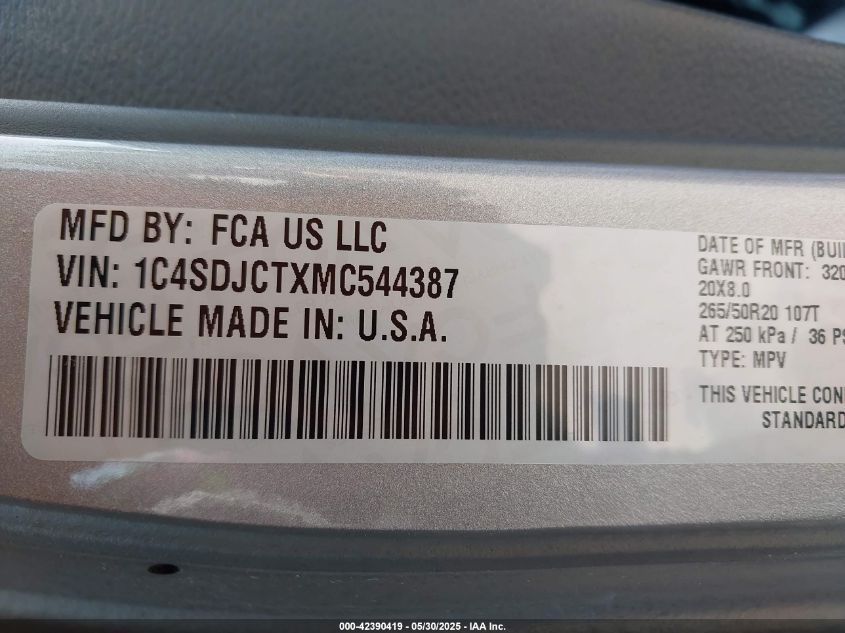 MFD BY: FCA US LLC
VIN: 1C4SDJCTXMC544387
VEHICLE MADE IN: U.S.A.
DATE OF MFR (BUI
GAWR FRONT: 320
20X8.0
265/50R20 107T
AT 250 kPa / 36 PS
TYPE: MPV
THIS VEHICLE CON
STANDARD
000-42390419 - 05/30/2025 - IAA Inc.